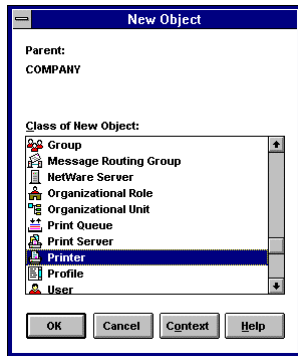 New Object
Parent:
COMPANY
Class of New Object:
Group
Message Routing Group
NetWare Server
Organizational Role
Organizational Unit
Print Queue
Print Server
Printer
Profile
User
OK Cancel Context Help